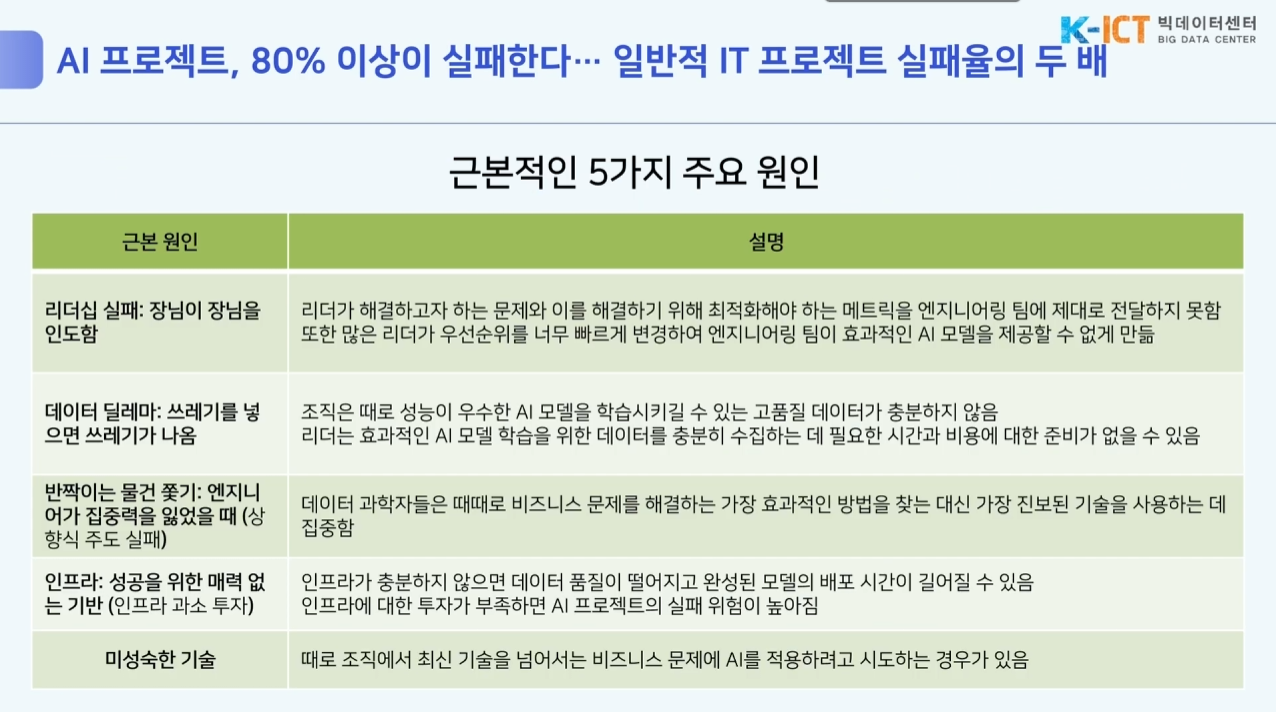 K-ICT 빅데이터센터
BIG DATA CENTER
AI 프로젝트, 80% 이상이 실패한다… 일반적 IT 프로젝트 실패율의 두 배
근본적인 5가지 주요 원인
근본 원인
설명
리더십 실패: 장님이 장님을
인도함
리더가 해결하고자 하는 문제와 이를 해결하기 위해 최적화해야 하는 메트릭을 엔지니어링 팀에 제대로 전달하지 못함
또한 많은 리더가 우선순위를 너무 빠르게 변경하여 엔지니어링 팀이 효과적인 AI 모델을 제공할 수 없게 만듦
데이터 딜레마: 쓰레기를 넣
으면 쓰레기가 나옴
조직은 때로 성능이 우수한 AI 모델을 학습시키길 수 있는 고품질 데이터가 충분하지 않음
리더는 효과적인 AI 모델 학습을 위한 데이터를 충분히 수집하는 데 필요한 시간과 비용에 대한 준비가 없을 수 있음
반짝이는 물건 쫓기: 엔지니
어가 집중력을 잃었을 때 (상
향식 주도 실패)
데이터 과학자들은 때때로 비즈니스 문제를 해결하는 가장 효과적인 방법을 찾는 대신 가장 진보된 기술을 사용하는 데
집중함
인프라: 성공을 위한 매력 없
는 기반 (인프라 과소 투자)
인프라가 충분하지 않으면 데이터 품질이 떨어지고 완성된 모델의 배포 시간이 길어질 수 있음
인프라에 대한 투자가 부족하면 AI 프로젝트의 실패 위험이 높아짐
미성숙한 기술
때로 조직에서 최신 기술을 넘어서는 비즈니스 문제에 AI를 적용하려고 시도하는 경우가 있음